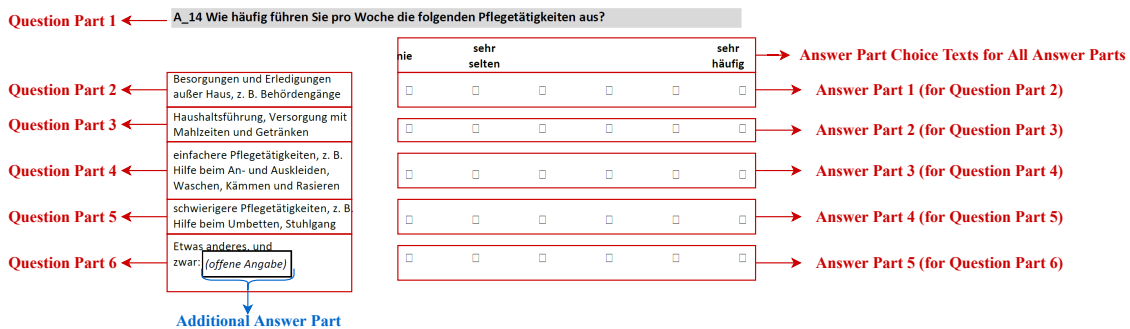 Question Part 1
A_14 Wie häufig führen Sie pro Woche die folgenden Pflegetätigkeiten aus?
nie
sehr
selten
sehr
häufig
Answer Part Choice Texts for All Answer Parts
Question Part 2
Besorgungen und Erledigungen
außer Haus, z. B. Behördengänge
Answer Part 1 (for Question Part 2)
Question Part 3
Haushaltsführung, Versorgung mit
Mahlzeiten und Getränken
Answer Part 2 (for Question Part 3)
Question Part 4
einfachere Pflegetätigkeiten, z. B.
Hilfe beim An- und Auskleiden,
Waschen, Kämmen und Rasieren
Answer Part 3 (for Question Part 4)
Question Part 5
schwierigere Pflegetätigkeiten, z. B.
Hilfe beim Umbetten, Stuhlgang
Answer Part 4 (for Question Part 5)
Question Part 6
Etwas anderes, und
zwar: (offene Angabe)
Answer Part 5 (for Question Part 6)
Additional Answer Part